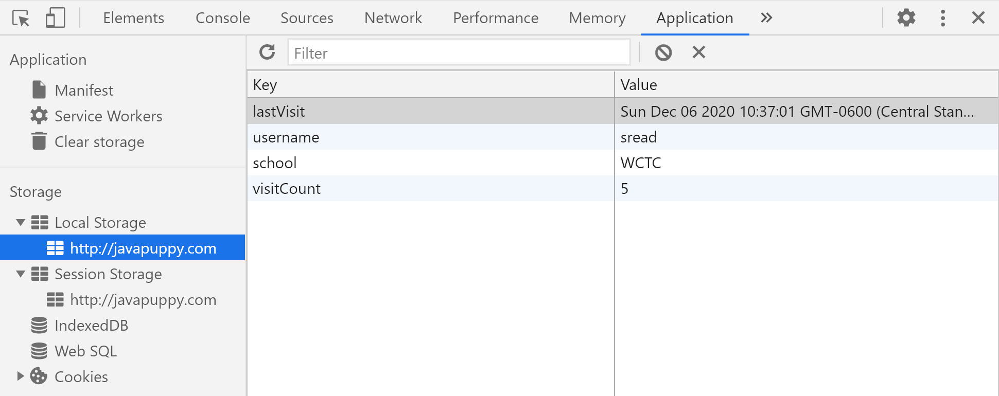 Elements Console Sources Network Performance Memory Application
Application
Manifest
Service Workers
Clear storage
Storage
Local Storage
http://javapuppy.com
Session Storage
http://javapuppy.com
IndexedDB
Web SQL
Cookies
Filter
Key Value
lastVisit Sun Dec 06 2020 10:37:01 GMT-0600 (Central Stan...
username sread
school WCTC
visitCount 5